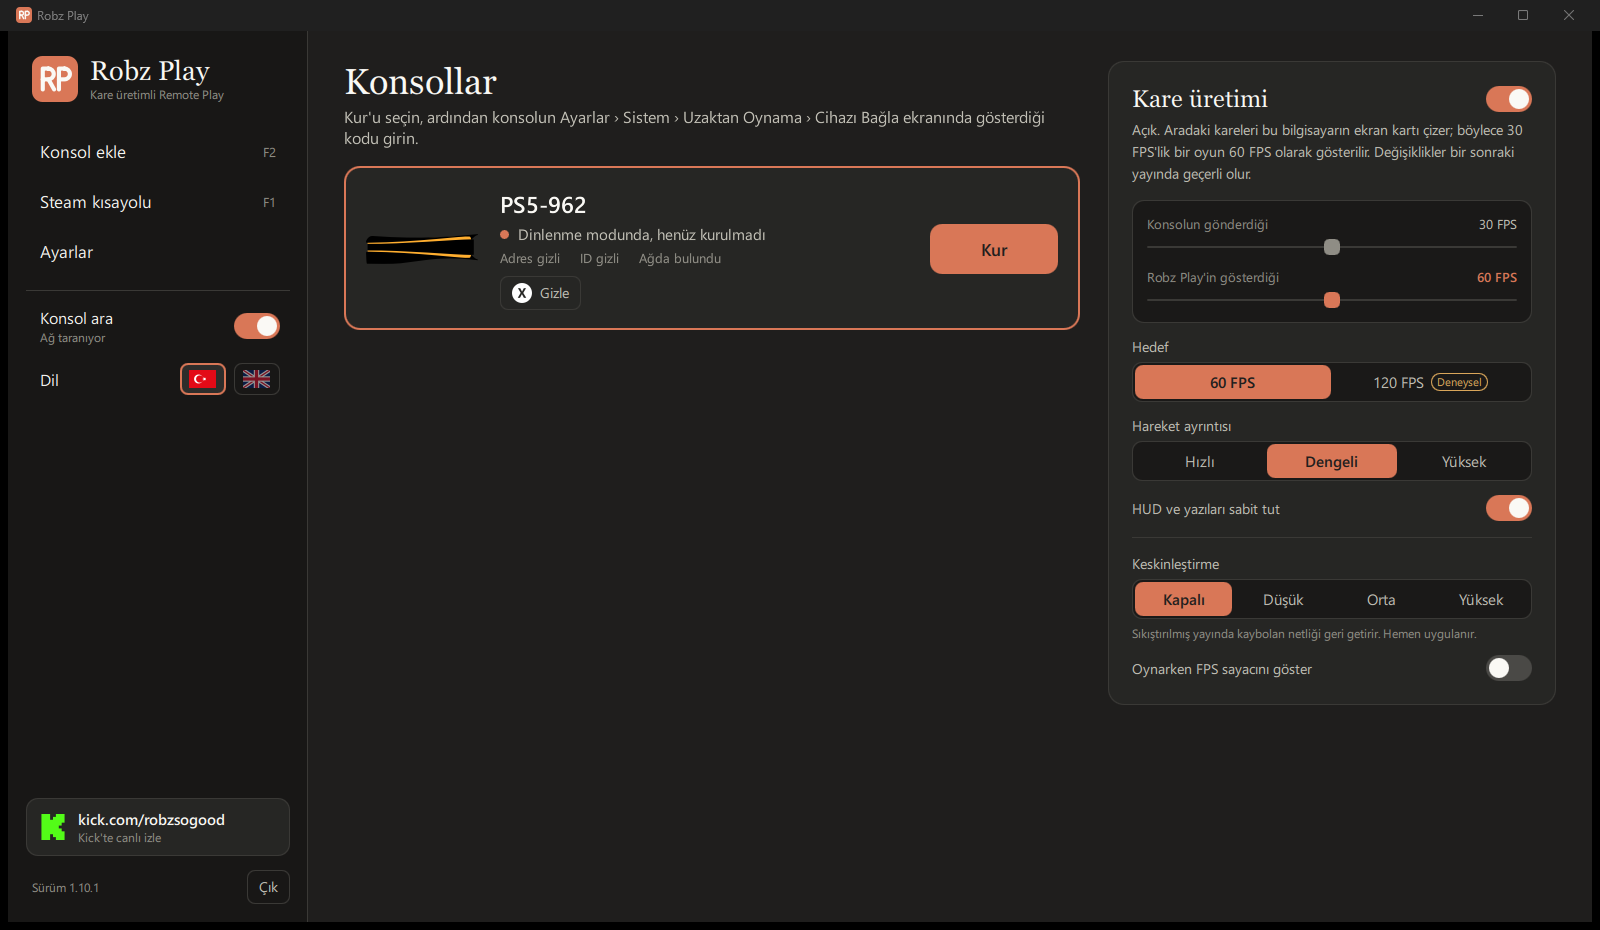 RP Robz Play
RP
Robz Play
Kare üretimli Remote Play
Konsol ekle F2
Steam kısayolu F1
Ayarlar
Konsol ara
Ağ taranıyor
Dil
kick.com/robzsogood
Kick'te canlı izle
Sürüm 1.10.1
Çık
Konsollar
Kur'u seçin, ardından konsolun Ayarlar › Sistem › Uzaktan Oynama › Cihazı Bağla ekranında gösterdiği
kodu girin.
PS5-962
Dinlenme modunda, henüz kurulmadı
Adres gizli ID gizli Ağda bulundu
X Gizle
Kur
Kare üretimi
Açık. Aradaki kareleri bu bilgisayarın ekran kartı çizer; böylece 30
FPS'lik bir oyun 60 FPS olarak gösterilir. Değişiklikler bir sonraki
yayında geçerli olur.
Konsolun gönderdiği 30 FPS
Robz Play'in gösterdiği 60 FPS
Hedef
60 FPS 120 FPS Deneysel
Hareket ayrıntısı
Hızlı Dengeli Yüksek
HUD ve yazıları sabit tut
Keskinleştirme
Kapalı Düşük Orta Yüksek
Sıkıştırılmış yayında kaybolan netliği geri getirir. Hemen uygulanır.
Oynarken FPS sayacını göster